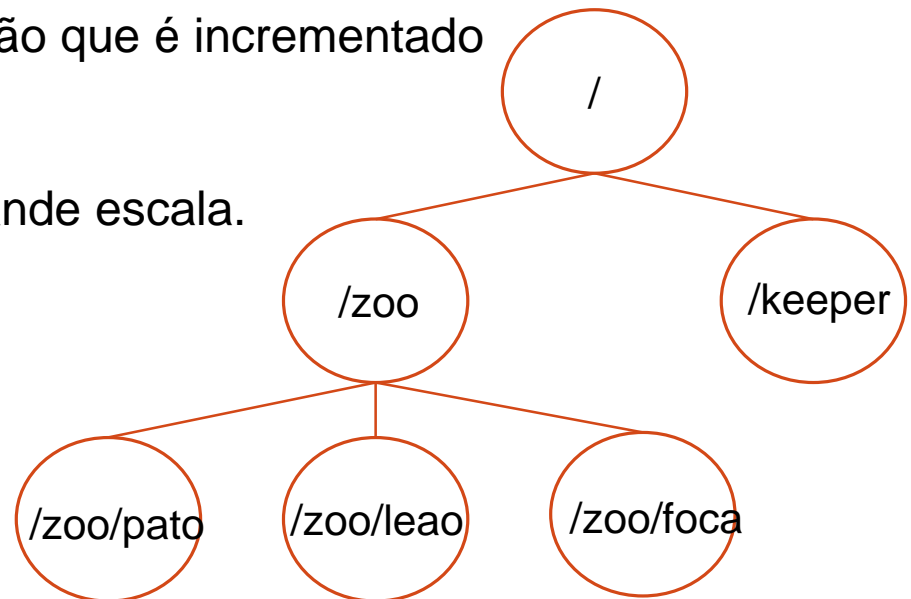 ão que é incrementado
/
nde escala.
/zoo
/keeper
/zoo/pato
/zoo/leao
/zoo/foca